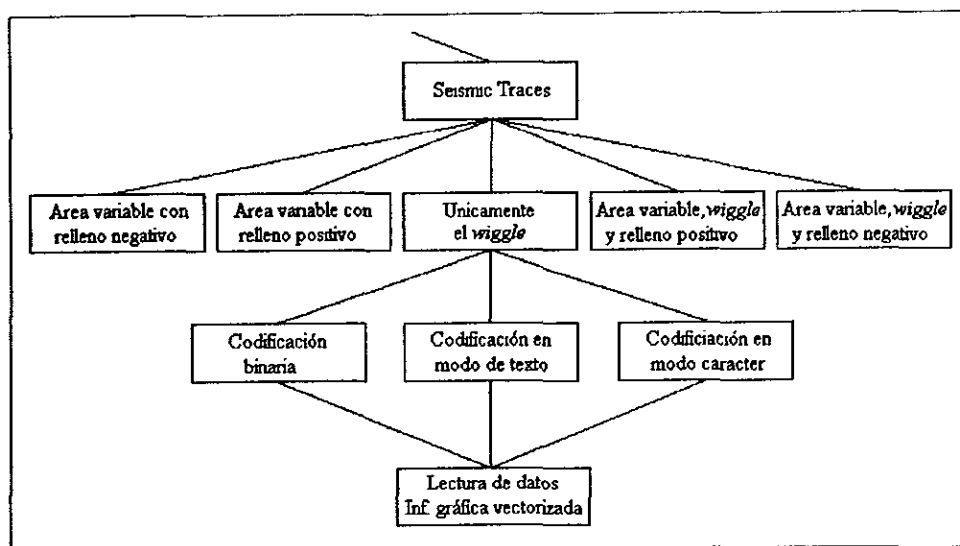 Seismic Traces
Area variable con
relleno negativo
Area variable con
relleno positivo
Unicamente
el wiggle
Area variable, wiggle
y relleno positivo
Area variable, wiggle
y relleno negativo
Codificación
binaria
Codificación en
modo de texto
Codificiación en
modo caracter
Lectura de datos
Inf. gráfica vectorizada